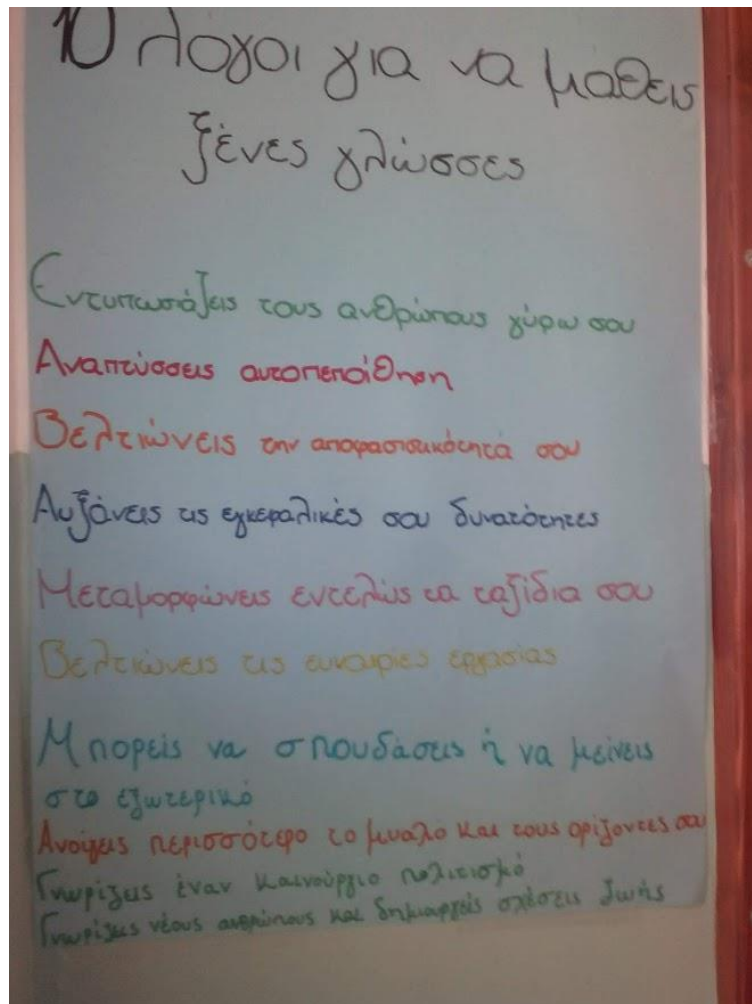 10 λόγοι για να μαθεις
ξένες γλώσσες
Εντυπωσιάζεις τους ανθρώπους γύρω σου
Αναπτύσσεις αυτοπεποίθηση
Βελτιώνεις την αποφασιστικότητά σου
Αυξάνεις τις εγκεφαλικές σου δυνατότητες
Μεταμορφώνεις εντελώς τα ταξίδια σου
Βελτιώνεις τις ευκαιρίες εργασίας
Μπορείς να σπουδάσεις ή να μείνεις
στο εξωτερικό
Ανοίγεις περισσότερο το μυαλό και τους ορίζοντες σου
Γνωρίζεις έναν καινούργιο πολιτισμό
Γνωρίζεις νέους ανθρώπους και δημιουργείς σχέσεις ζωής